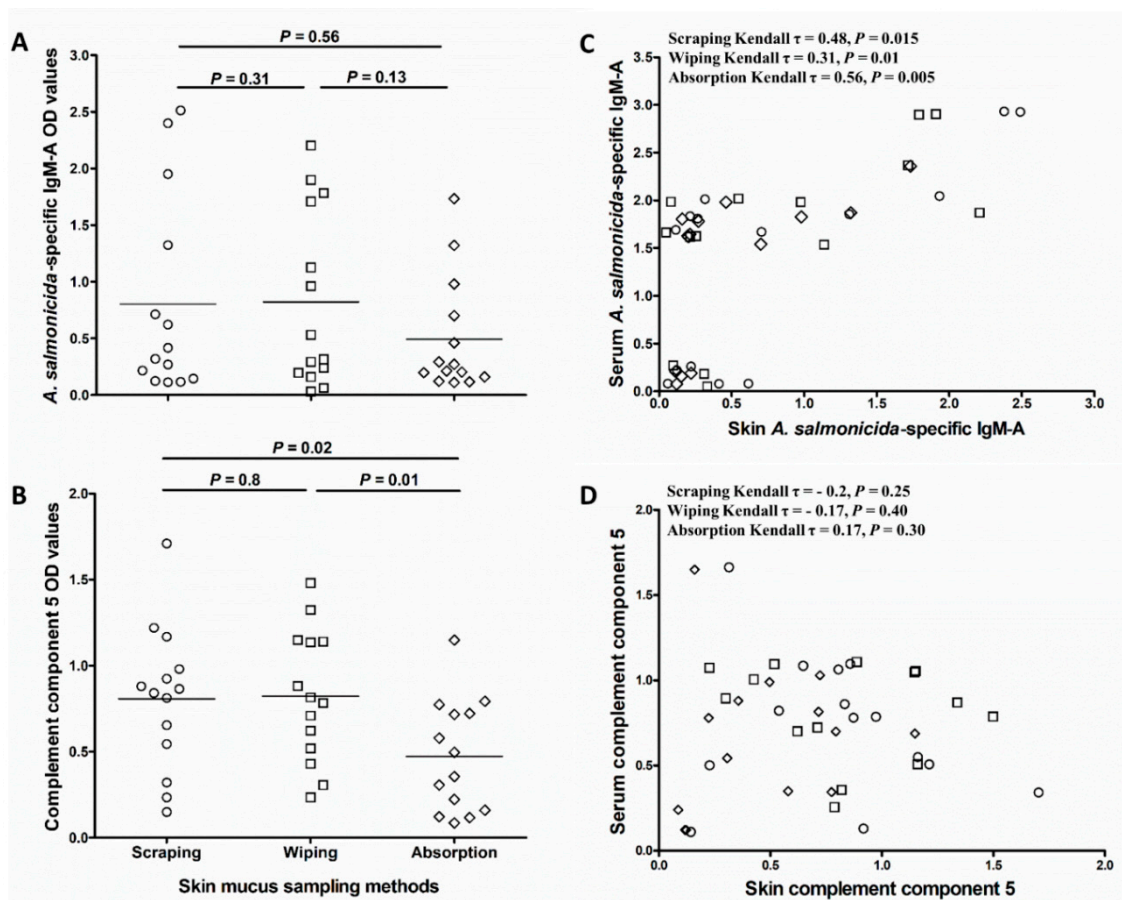 A
P = 0.56
P = 0.31
P = 0.13
A. salmonicida-specific IgM-A OD values
3.0
2.5
2.0
1.5
1.0
0.5
0.0
B
P = 0.02
P = 0.8
P = 0.01
Complement component 5 OD values
2.0
1.5
1.0
0.5
0.0
Scraping Wiping Absorption
Skin mucus sampling methods
C
Scraping Kendall τ = 0.48, P = 0.015
Wiping Kendall τ = 0.31, P = 0.01
Absorption Kendall τ = 0.56, P = 0.005
Serum A. salmonicida-specific IgM-A
3.5
3.0
2.5
2.0
1.5
1.0
0.5
0.0
0.0 0.5 1.0 1.5 2.0 2.5 3.0
Skin A. salmonicida-specific IgM-A
D
Scraping Kendall τ = - 0.2, P = 0.25
Wiping Kendall τ = - 0.17, P = 0.40
Absorption Kendall τ = 0.17, P = 0.30
Serum complement component 5
2.0
1.5
1.0
0.5
0.0
0.0 0.5 1.0 1.5 2.0
Skin complement component 5